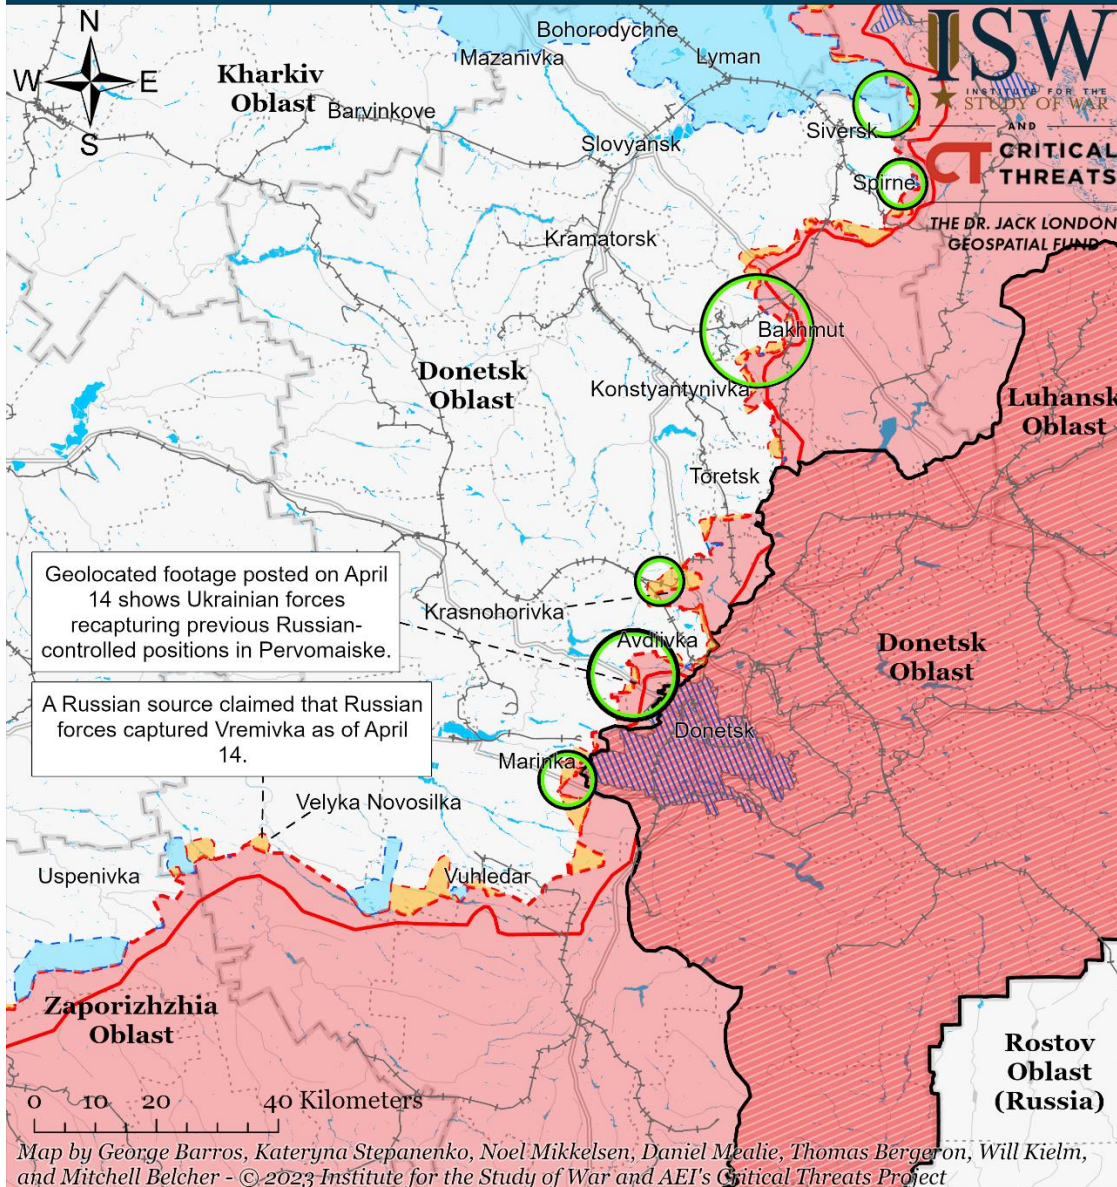 N
W
E
S
Bohorodychne
Mazanivka
Lyman
Kharkiv
Oblast
Barvinkove
Slovyansk
Siversk
Spirne
ISW
INSTITUTE FOR THE
STUDY OF WAR
AND
CT CRITICAL
THREATS
THE DR. JACK LONDON
GEOSPATIAL FUND
Kramatorsk
Bakhmut
Donetsk
Oblast
Konstyantynivka
Luhansk
Oblast
Toretsk
Geolocated footage posted on April
14 shows Ukrainian forces
recapturing previous Russian-
controlled positions in Pervomaiske.
Krasnohorivka
Avdiivka
Donetsk
Oblast
A Russian source claimed that Russian
forces captured Vremivka as of April
14.
Donetsk
Marinka
Velyka Novosilka
Uspenivka
Vuhledar
Zaporizhzhia
Oblast
Rostov
Oblast
(Russia)
0 10 20 40 Kilometers
Map by George Barros, Kateryna Stepanenko, Noel Mikkelsen, Daniel Mealie, Thomas Bergeron, Will Kielm,
and Mitchell Belcher - © 2023 Institute for the Study of War and AEI's Critical Threats Project